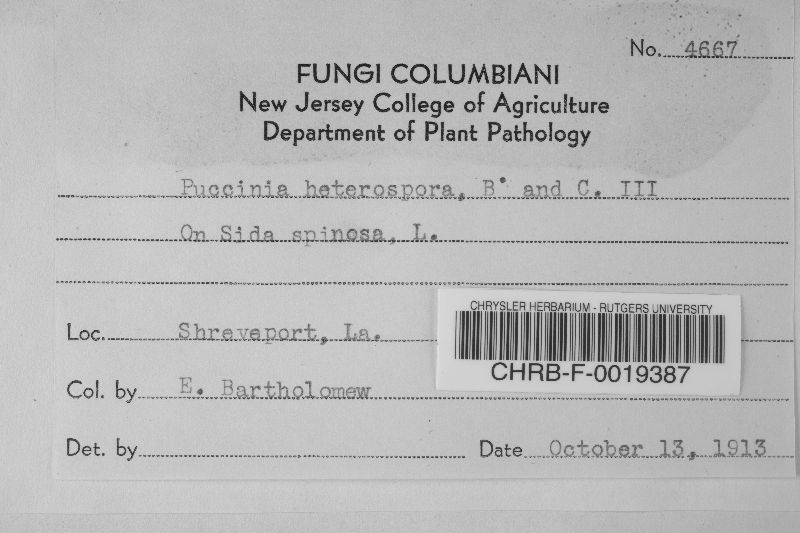 No. 4667
FUNGI COLUMBIANI
New Jersey College of Agriculture
Department of Plant Pathology
Puccinia heterospora, B. and C. III
On Sida spinosa, L.
CHRYSLER HERBARIUM - RUTGERS UNIVERSITY
CHRB-F-0019387
Loc. Shreveport, La.
Col. by E. Bartholomew
Det. by
Date October 13, 1913